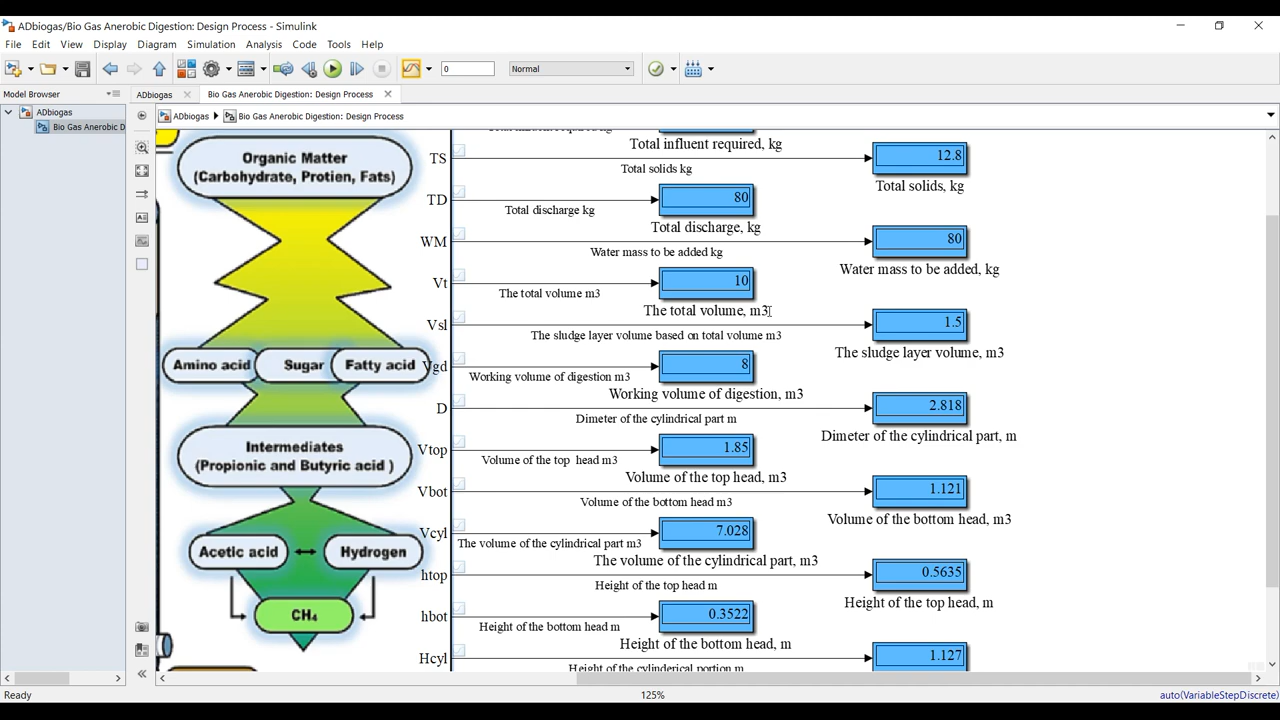 ADbiogas/Bio Gas Anerobic Digestion: Design Process - Simulink
File Edit View Display Diagram Simulation Analysis Code Tools Help
0 Normal
Model Browser
ADbiogas
Bio Gas Anerobic Digestion: Design Process
ADbiogas
Bio Gas Anerobic D
ADbiogas Bio Gas Anerobic Digestion: Design Process
Organic Matter
(Carbohydrate, Protien, Fats)
Amino acid Sugar Fatty acid
Intermediates
(Propionic and Butyric acid )
Acetic acid Hydrogen
CH₄
Total influent required, kg
TS
Total solids kg
12.8
Total solids, kg
TD
Total discharge kg
80
Total discharge, kg
WM
Water mass to be added kg
80
Water mass to be added, kg
Vt
The total volume m3
10
The total volume, m3
Vsl
The sludge layer volume based on total volume m3
1.5
The sludge layer volume, m3
Vgd
Working volume of digestion m3
8
Working volume of digestion, m3
D
Dimeter of the cylindrical part m
2.818
Dimeter of the cylindrical part, m
Vtop
Volume of the top head m3
1.85
Volume of the top head, m3
Vbot
Volume of the bottom head m3
1.121
Volume of the bottom head, m3
Vcyl
The volume of the cylindrical part m3
7.028
The volume of the cylindrical part, m3
htop
Height of the top head m
0.5635
Height of the top head, m
hbot
Height of the bottom head m
0.3522
Height of the bottom head, m
Hcyl
Height of the cylinderical portion m
1.127
Ready 125% auto(VariableStepDiscrete)